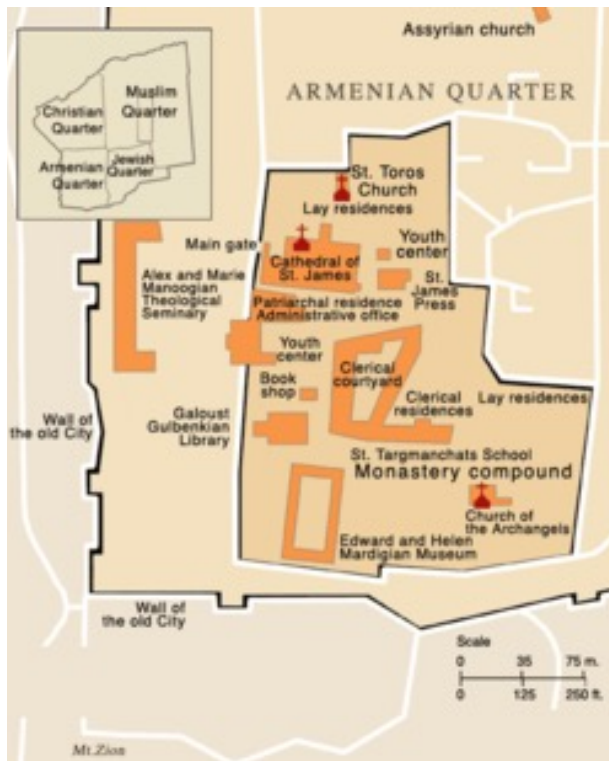 Assyrian church
ARMENIAN QUARTER
Christian
Quarter
Muslim
Quarter
Armenian
Quarter
Jewish
Quarter
St. Toros
Church
Lay residences
Main gate
Cathedral of
St. James
Youth
center
St.
James
Press
Alex and Marie
Manoogian
Theological
Seminary
Patriarchal residence
Administrative office
Youth
center
Clerical
courtyard
Book
shop
Clerical
residences
Lay residences
Wall of
the old City
Galoust
Gulbenkian
Library
St. Targmanchats School
Monastery compound
Church of
the Archangels
Edward and Helen
Mardigian Museum
Wall of
the old City
Scale
0 35 75 m.
0 125 250 ft.
Mt.Zion